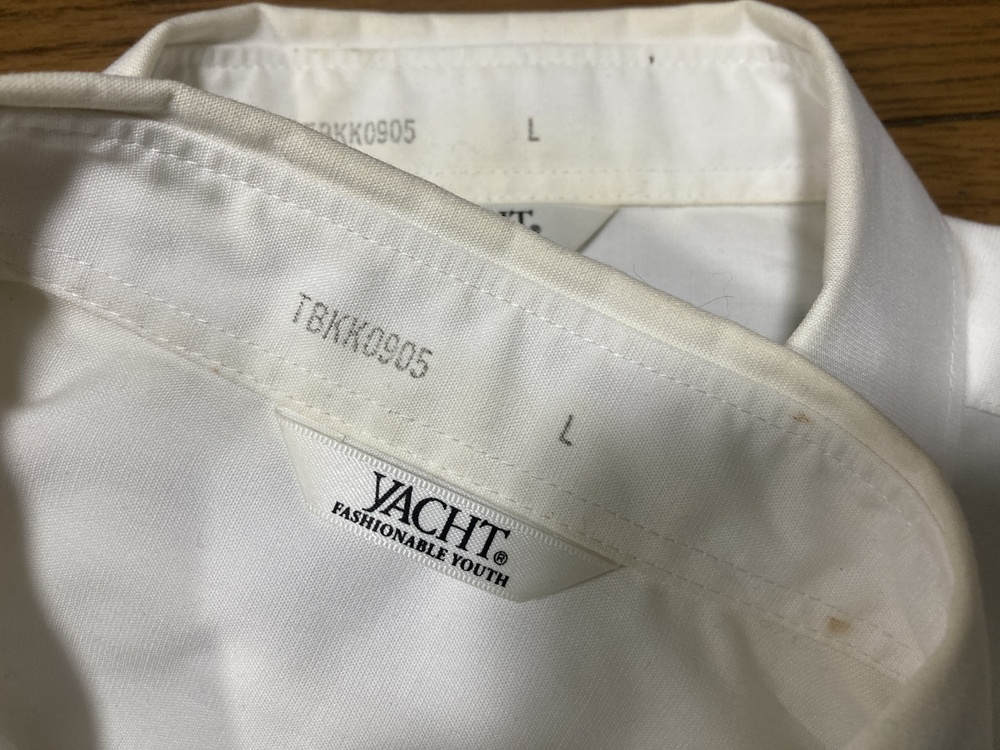 TBKK0905 L
T.
TBKK0905 L
YACHT®
FASHIONABLE YOUTH